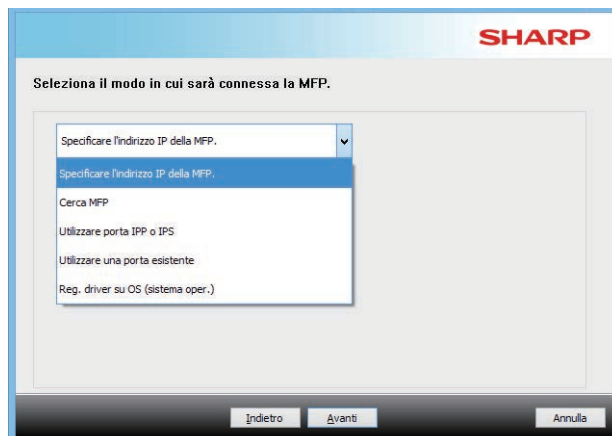 SHARP
Seleziona il modo in cui sarà connessa la MFP.
Specificare l'indirizzo IP della MFP.
Specificare l'indirizzo IP della MFP.
Cerca MFP
Utilizzare porta IPP o IPS
Utilizzare una porta esistente
Reg. driver su OS (sistema oper.)
Indietro Avanti Annulla